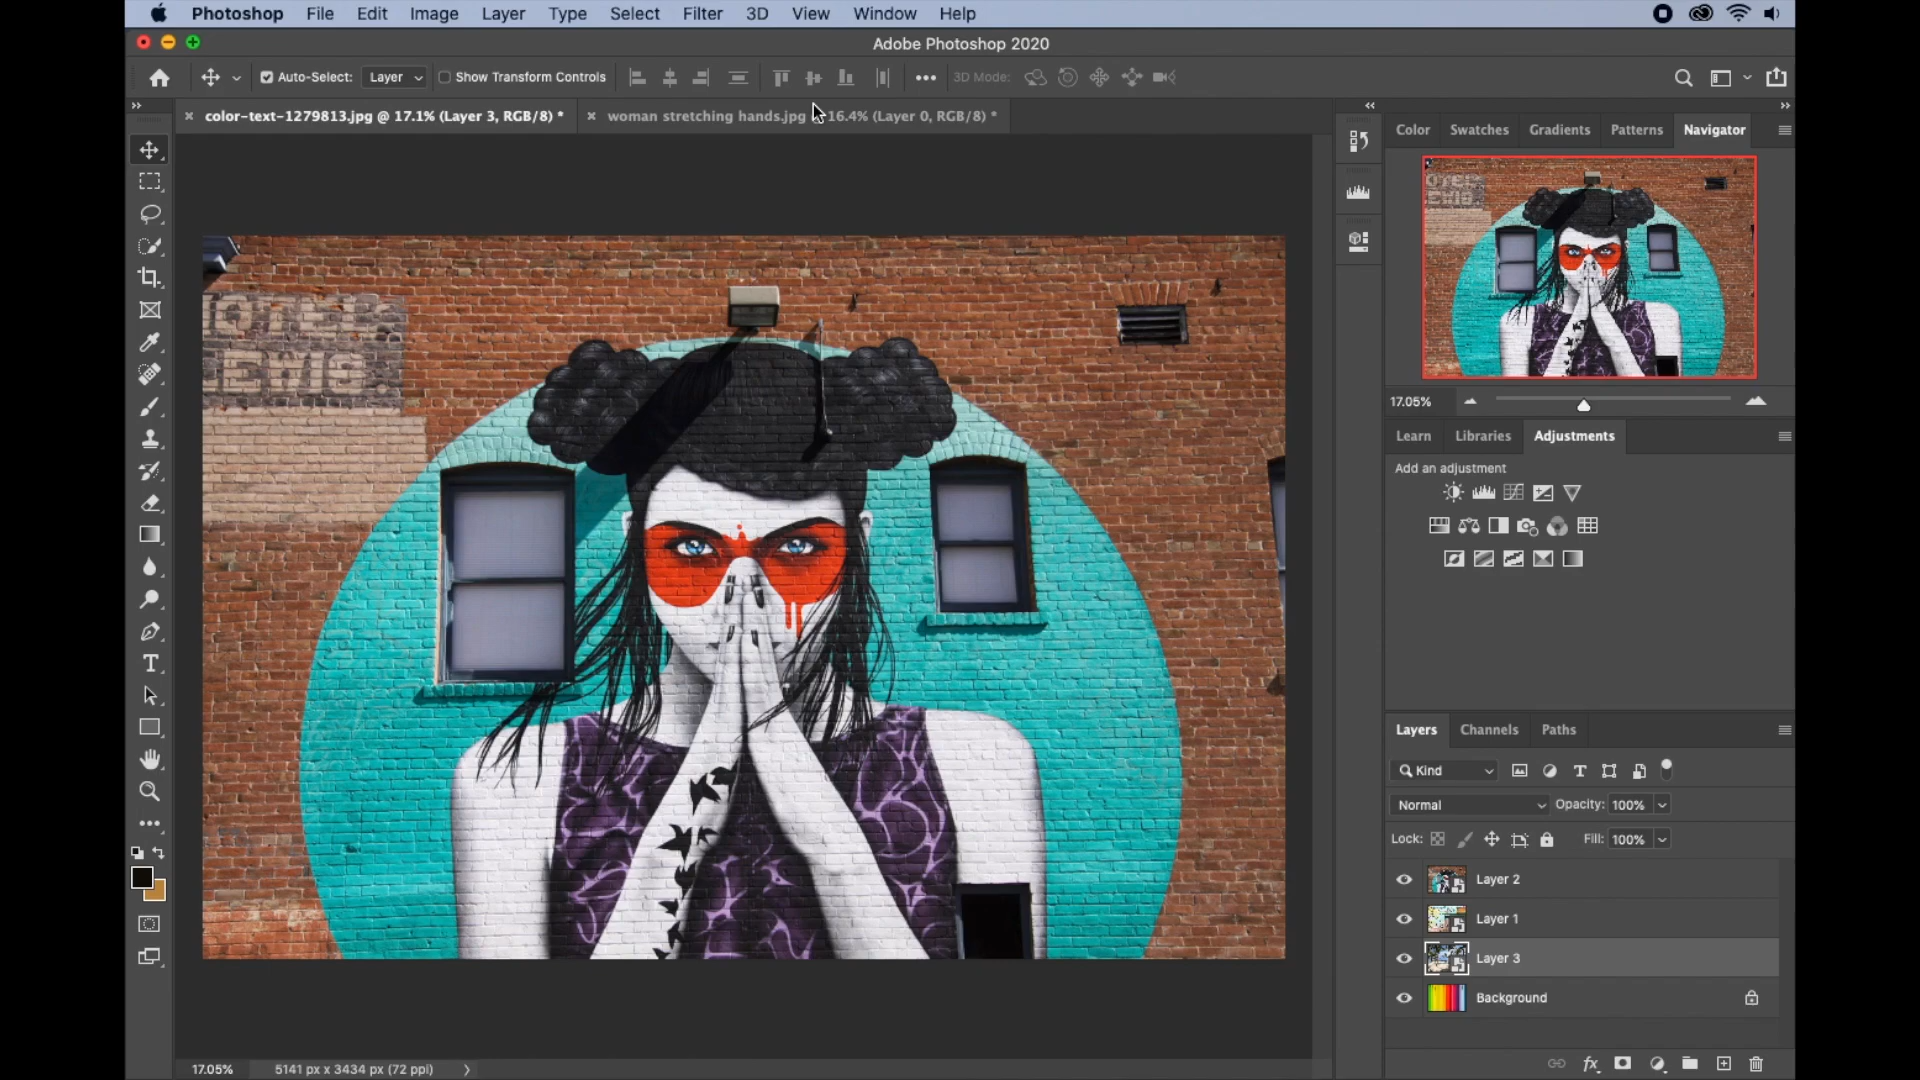 Photoshop File Edit Image Layer Type Select Filter 3D View Window Help
Adobe Photoshop 2020
Auto-Select: Layer Show Transform Controls 3D Mode:
color-text-1279813.jpg @ 17.1% (Layer 3, RGB/8) * woman stretching hands.jpg 16.4% (Layer 0, RGB/8) *
Color Swatches Gradients Patterns Navigator
17.05%
Learn Libraries Adjustments
Add an adjustment
Layers Channels Paths
Kind
Normal Opacity: 100%
Lock: Fill: 100%
Layer 2
Layer 1
Layer 3
Background
17.05% 5141 px x 3434 px (72 ppi)